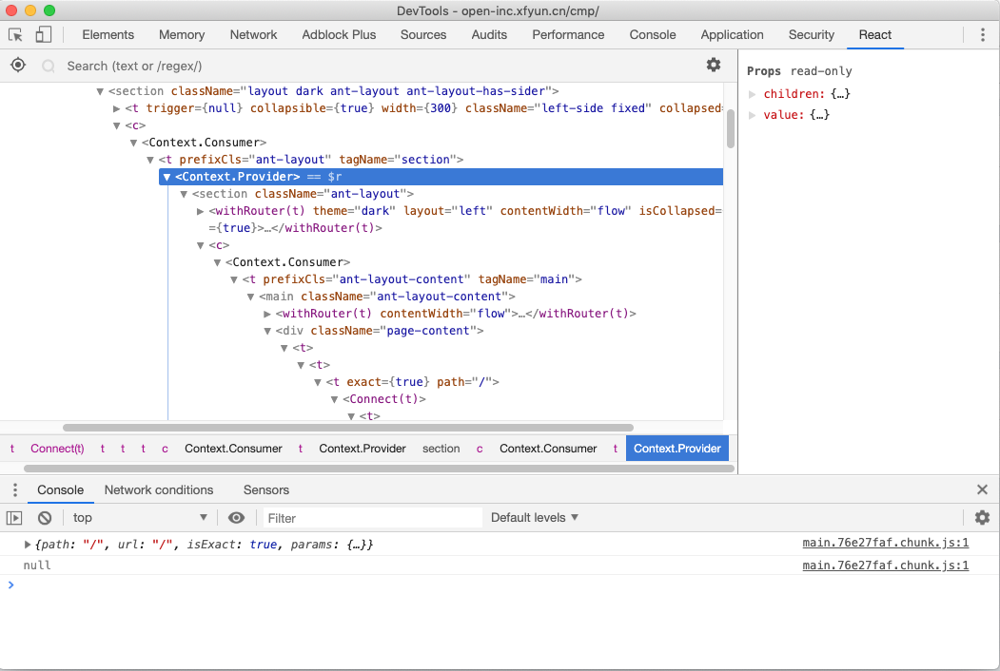 DevTools - open-inc.xfyun.cn/cmp/
Elements Memory Network Adblock Plus Sources Audits Performance Console Application Security React
Search (text or /regex/)
▼<section className="layout dark ant-layout ant-layout-has-sider">
▶<t trigger={null} collapsible={true} width={300} className="left-side fixed" collapsed=
▼<c>
▼<Context.Consumer>
▼<t prefixCls="ant-layout" tagName="section">
▼<Context.Provider> == $r
▼<section className="ant-layout">
▶<withRouter(t) theme="dark" layout="left" contentWidth="flow" isCollapsed=
={true}>…</withRouter(t)>
▼<c>
▼<Context.Consumer>
▼<t prefixCls="ant-layout-content" tagName="main">
▼<main className="ant-layout-content">
▶<withRouter(t) contentWidth="flow">…</withRouter(t)>
▼<div className="page-content">
▼<t>
▼<t>
▼<t exact={true} path="/">
▼<Connect(t)>
▼<t>
t Connect(t) t t t c Context.Consumer t Context.Provider section c Context.Consumer t Context.Provider
Props read-only
▶ children: {…}
▶ value: {…}
Console Network conditions Sensors
top ▼ Filter Default levels ▼
▶{path: "/", url: "/", isExact: true, params: {…}} main.76e27faf.chunk.js:1
null main.76e27faf.chunk.js:1
>